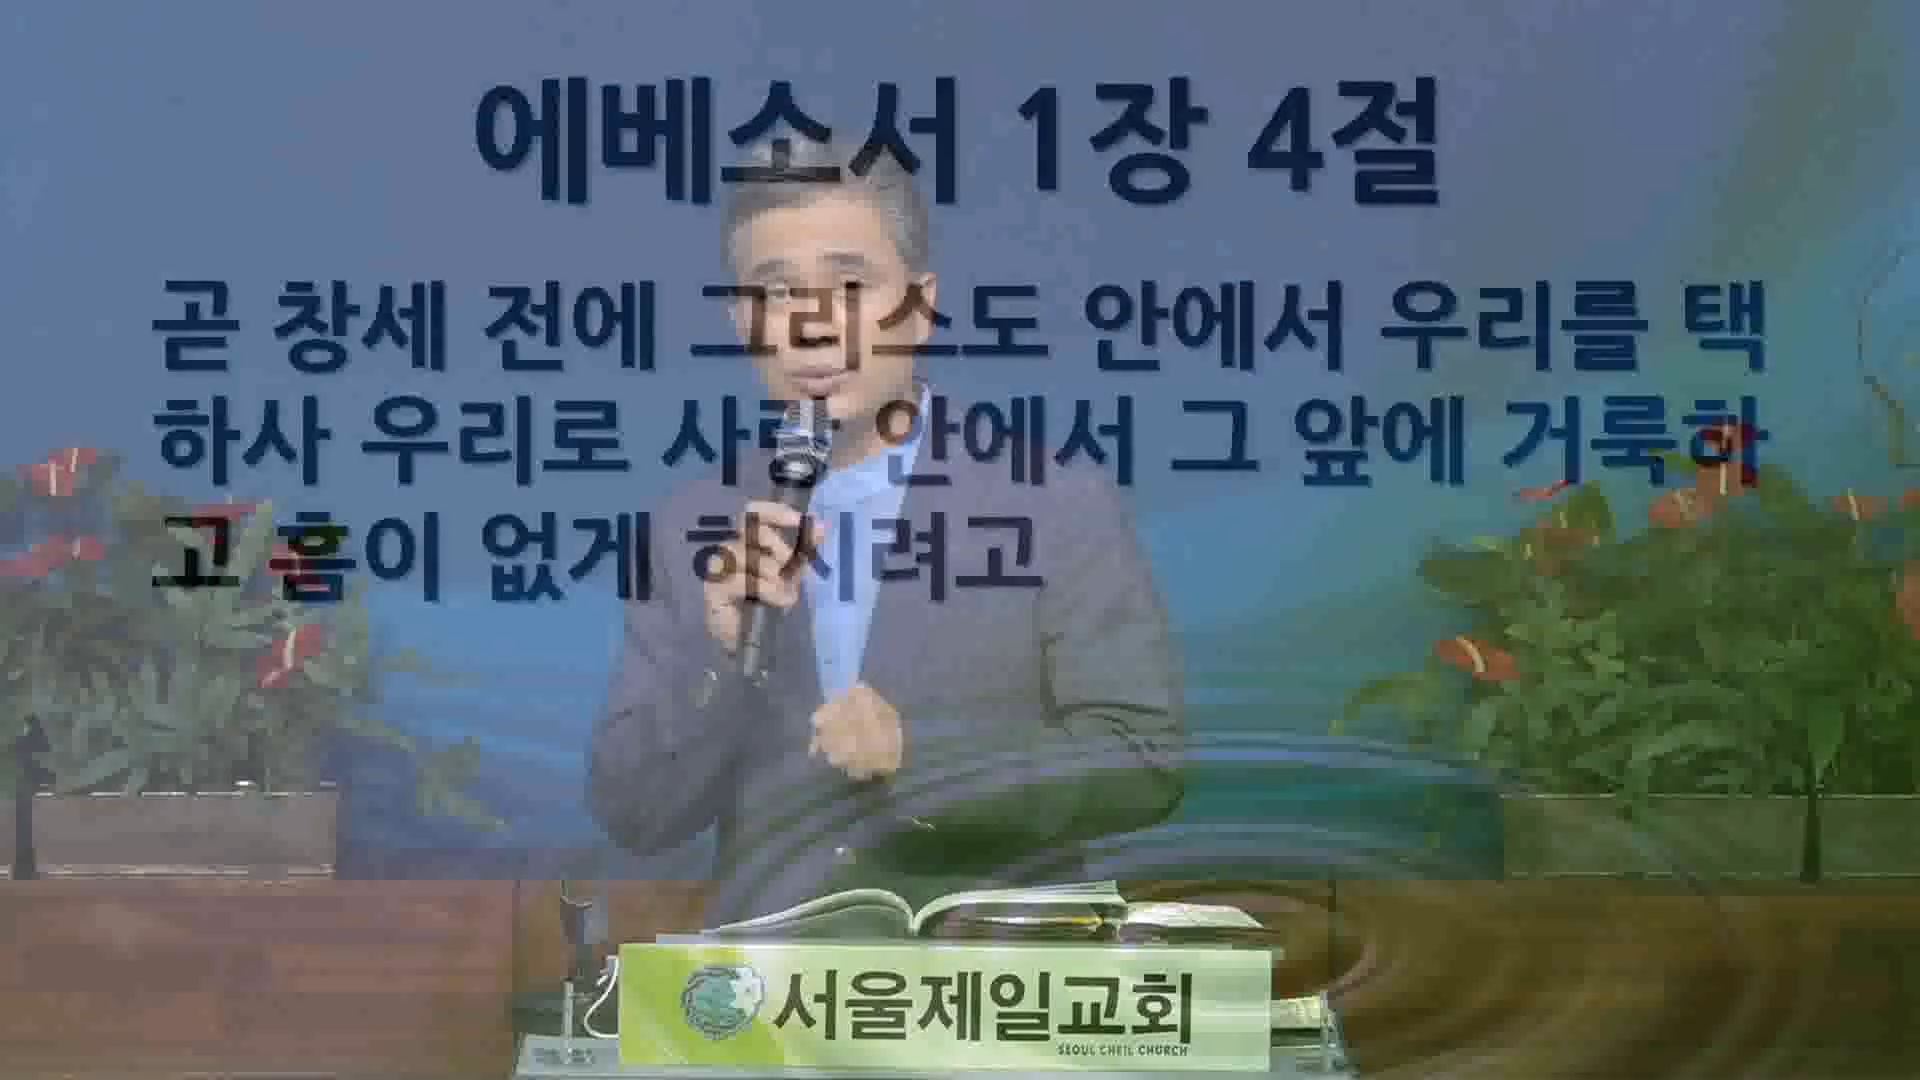 에베소서 1장 4절
곧 창세 전에 그리스도 안에서 우리를 택
하사 우리로 사랑 안에서 그 앞에 거룩하
고 흠이 없게 하시려고
서울제일교회
SEOUL CHEIL CHURCH